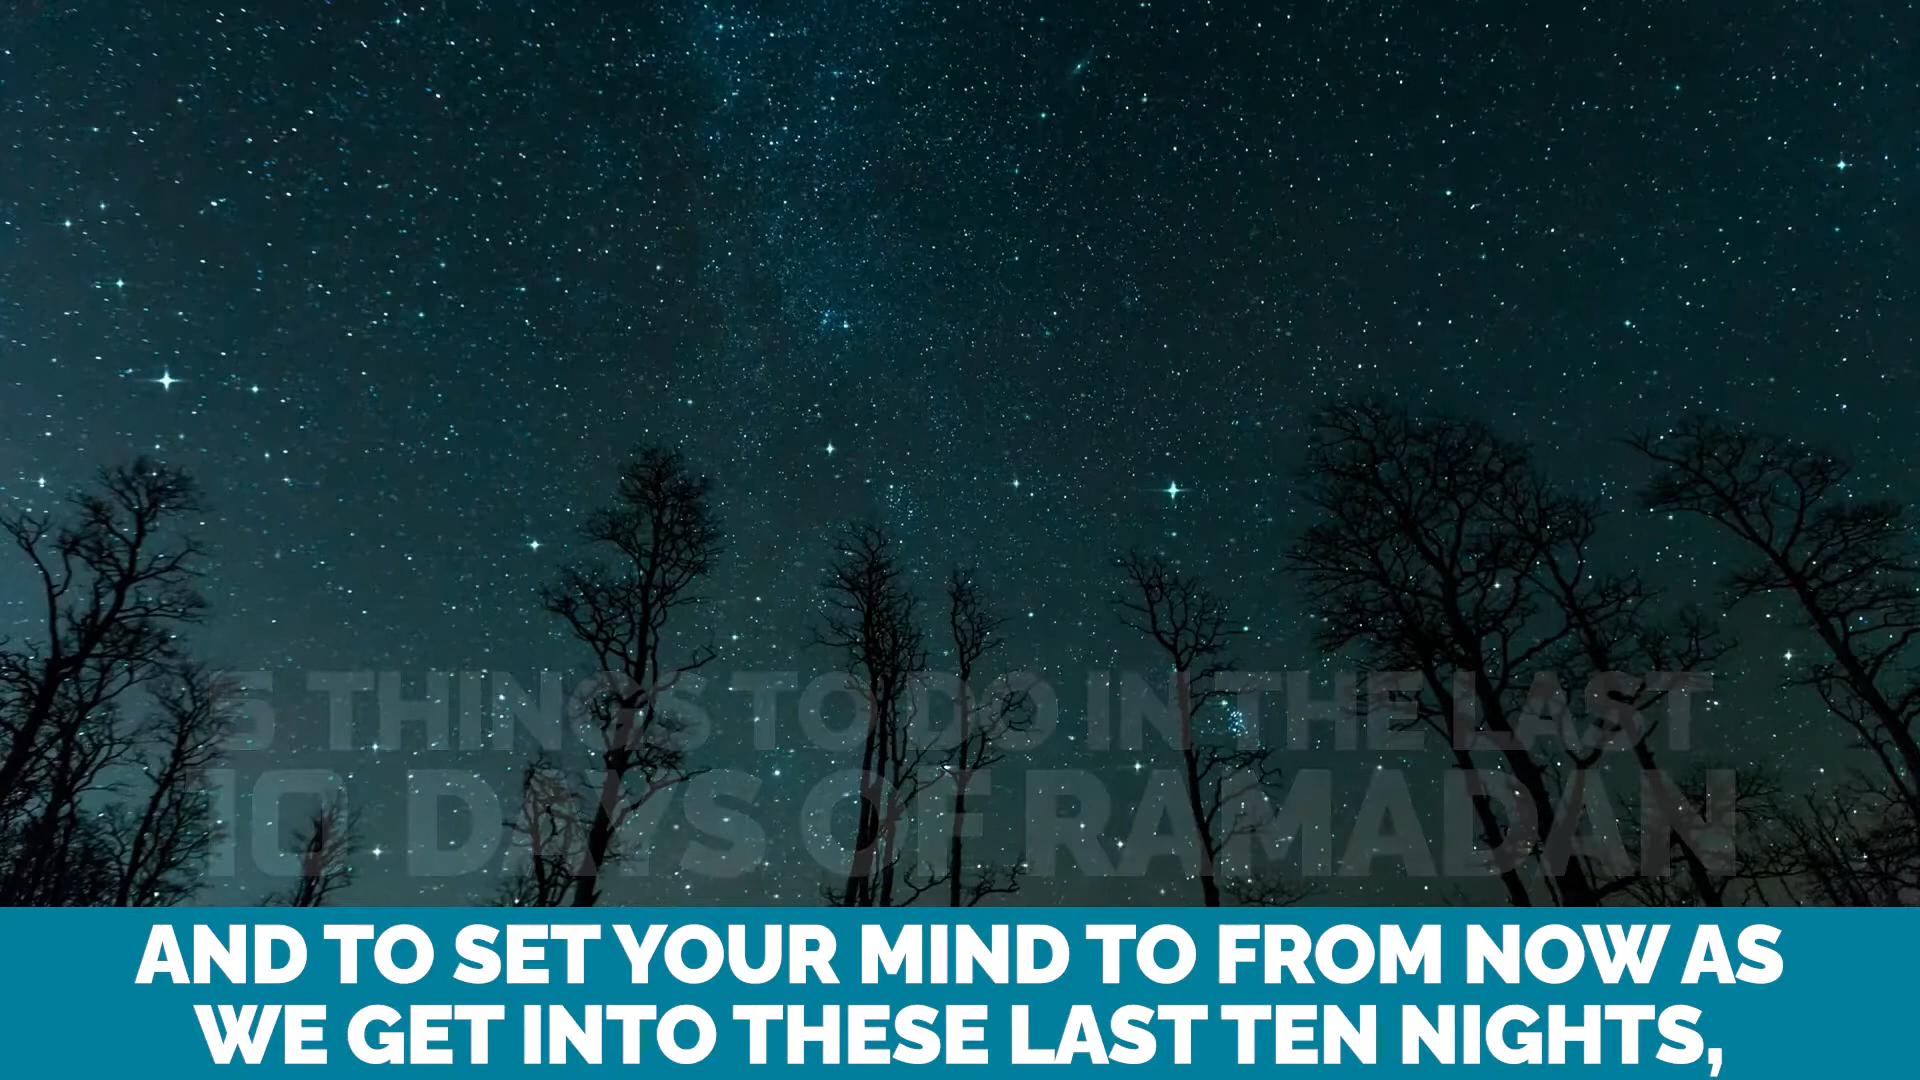 5 THINGS TO DO IN THE LAST
10 DAYS OF RAMADAN
AND TO SET YOUR MIND TO FROM NOW AS
WE GET INTO THESE LAST TEN NIGHTS,